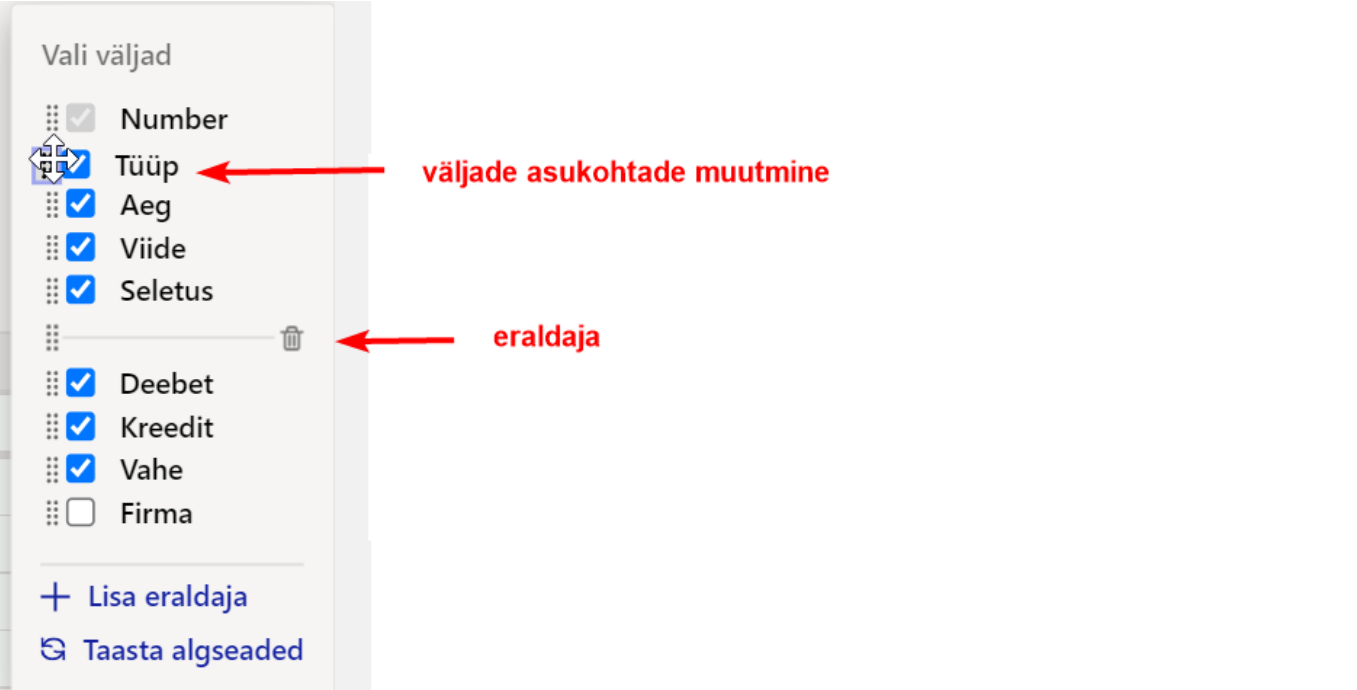 Vali väljad
Number
Tüüp
väljade asukohtade muutmine
Aeg
Viide
Seletus
eraldaja
Deebet
Kreedit
Vahe
Firma
Lisa eraldaja
Taasta algseaded